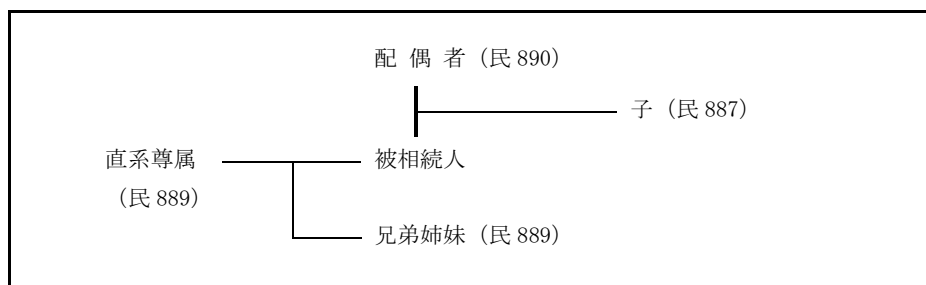 配 偶 者（民 890）
子（民 887）
直系尊属
被相続人
（民 889）
兄弟姉妹（民 889）